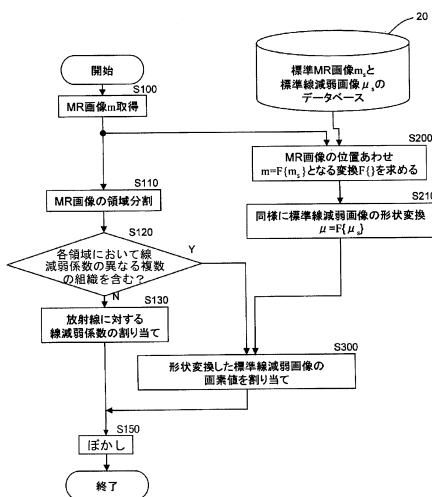 20
開始
標準MR画像mₛと
標準線減弱画像μₛの
データベース
S100
MR画像m取得
S200
MR画像の位置あわせ
m=F{mₛ}となる変換F{}を求める
S110
MR画像の領域分割
S210
同様に標準線減弱画像の形状変換
μ=F{μₛ}
S120
各領域において線
減弱係数の異なる複数
の組織を含む?
Y
N
S130
放射線に対する
線減弱係数の割り当て
S300
形状変換した標準線減弱画像の
画素値を割り当て
S150
ぼかし
終了